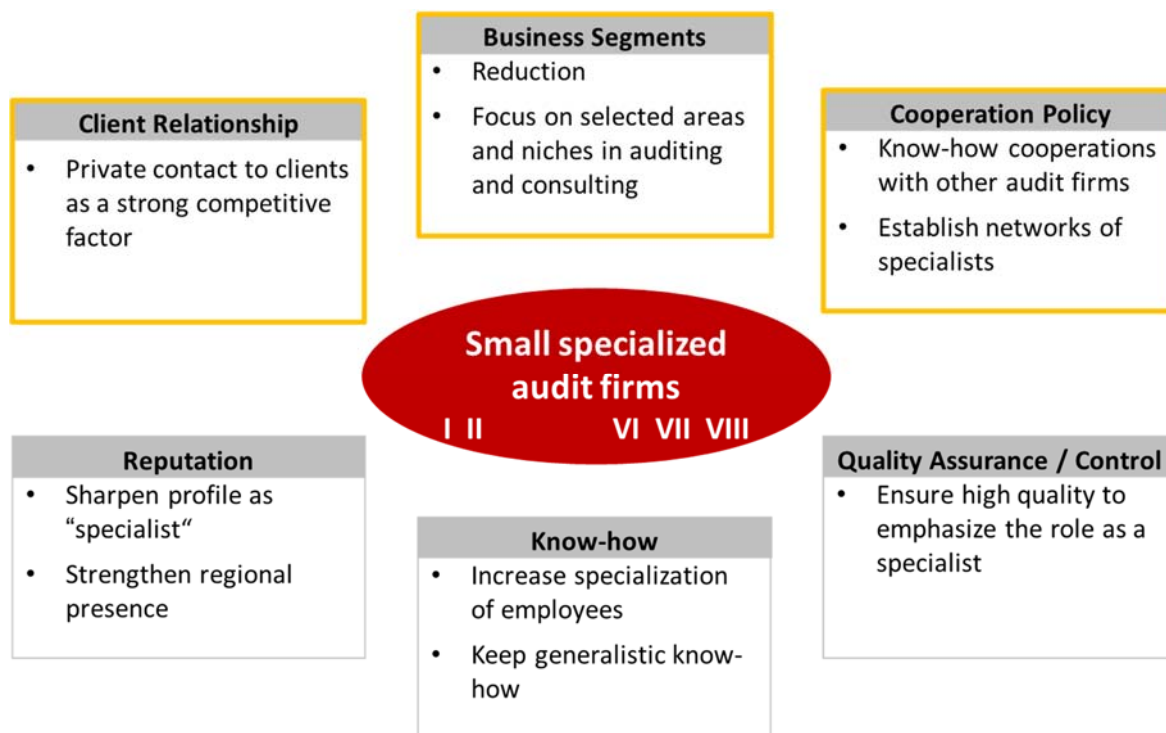 Business Segments
• Reduction
• Focus on selected areas
and niches in auditing
and consulting
Client Relationship
• Private contact to clients
as a strong competitive
factor
Cooperation Policy
• Know-how cooperations
with other audit firms
• Establish networks of
specialists
Small specialized
audit firms
I II VI VII VIII
Reputation
• Sharpen profile as
“specialist“
• Strengthen regional
presence
Know-how
• Increase specialization
of employees
• Keep generalistic know-
how
Quality Assurance / Control
• Ensure high quality to
emphasize the role as a
specialist